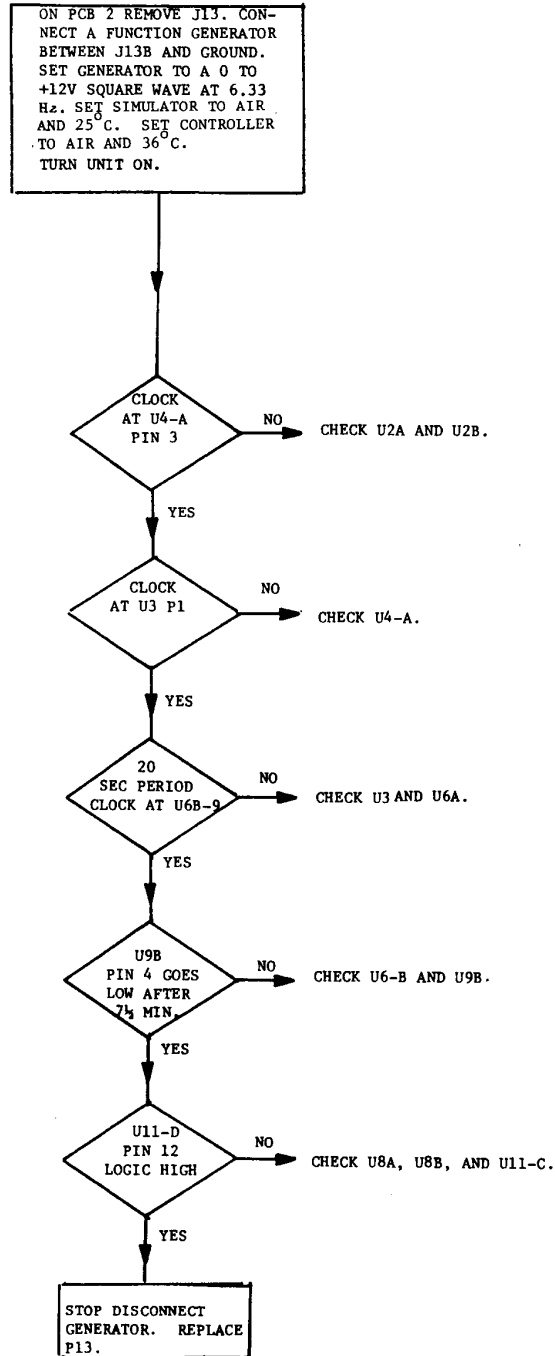 ON PCB 2 REMOVE J13. CON-
NECT A FUNCTION GENERATOR
BETWEEN J13B AND GROUND.
SET GENERATOR TO A 0 TO
+12V SQUARE WAVE AT 6.33
Hz. SET SIMULATOR TO AIR
AND 25°C. SET CONTROLLER
TO AIR AND 36°C.
TURN UNIT ON.
CLOCK
AT U4-A
PIN 3
NO
CHECK U2A AND U2B.
YES
CLOCK
AT U3 P1
NO
CHECK U4-A.
YES
20
SEC PERIOD
CLOCK AT U6B-9
NO
CHECK U3 AND U6A.
YES
U9B
PIN 4 GOES
LOW AFTER
7½ MIN.
NO
CHECK U6-B AND U9B.
YES
U11-D
PIN 12
LOGIC HIGH
NO
CHECK U8A, U8B, AND U11-C.
YES
STOP DISCONNECT
GENERATOR. REPLACE
P13.